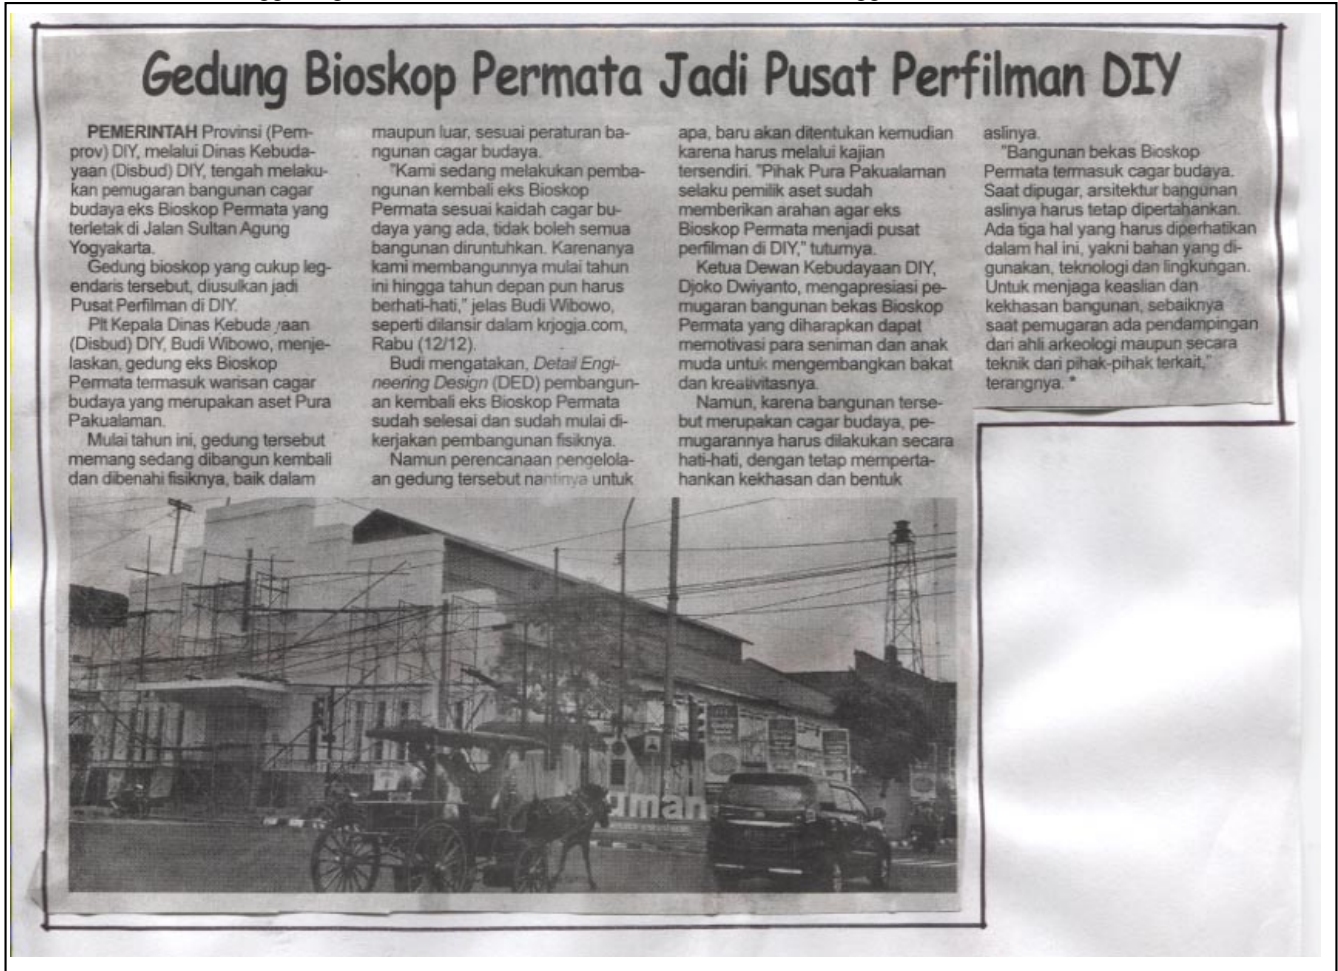 Gedung Bioskop Permata Jadi Pusat Perfilman DIY
PEMERINTAH Provinsi (Pem-
prov) DIY, melalui Dinas Kebuda-
yaan (Disbud) DIY, tengah melaku-
kan pemugaran bangunan cagar
budaya eks Bioskop Permata yang
terletak di Jalan Sultan Agung
Yogyakarta.
Gedung bioskop yang cukup leg-
endaris tersebut, diusulkan jadi
Pusat Perfilman di DIY.
Plt Kepala Dinas Kebudayaan
(Disbud) DIY, Budi Wibowo, menje-
laskan, gedung eks Bioskop
Permata termasuk warisan cagar
budaya yang merupakan aset Pura
Pakualaman.
Mulai tahun ini, gedung tersebut
memang sedang dibangun kembali
dan dibenahi fisiknya, baik dalam
maupun luar, sesuai peraturan ba-
ngunan cagar budaya.
"Kami sedang melakukan pemba-
ngunan kembali eks Bioskop
Permata sesuai kaidah cagar bu-
daya yang ada, tidak boleh semua
bangunan diruntuhkan. Karenanya
kami membangunnya mulai tahun
ini hingga tahun depan pun harus
berhati-hati," jelas Budi Wibowo,
seperti dilansir dalam krjogja.com,
Rabu (12/12).
Budi mengatakan, Detail Engi-
neering Design (DED) pembangun-
an kembali eks Bioskop Permata
sudah selesai dan sudah mulai di-
kerjakan pembangunan fisiknya.
Namun perencanaan pengelola-
an gedung tersebut nantinya untuk
apa, baru akan ditentukan kemudian
karena harus melalui kajian
tersendiri. "Pihak Pura Pakualaman
selaku pemilik aset sudah
memberikan arahan agar eks
Bioskop Permata menjadi pusat
perfilman di DIY," tuturnya.
Ketua Dewan Kebudayaan DIY,
Djoko Dwiyanto, mengapresiasi pe-
mugaran bangunan bekas Bioskop
Permata yang diharapkan dapat
memotivasi para seniman dan anak
muda untuk mengembangkan bakat
dan kreativitasnya.
Namun, karena bangunan terse-
but merupakan cagar budaya, pe-
mugarannya harus dilakukan secara
hati-hati, dengan tetap memperta-
hankan kekhasan dan bentuk
aslinya.
"Bangunan bekas Bioskop
Permata termasuk cagar budaya.
Saat dipugar, arsitektur bangunan
aslinya harus tetap dipertahankan.
Ada tiga hal yang harus diperhatikan
dalam hal ini, yakni bahan yang di-
gunakan, teknologi dan lingkungan.
Untuk menjaga keaslian dan
kekhasan bangunan, sebaiknya
saat pemugaran ada pendampingan
dari ahli arkeologi maupun secara
teknik dari pihak-pihak terkait,"
terangnya. *
uman